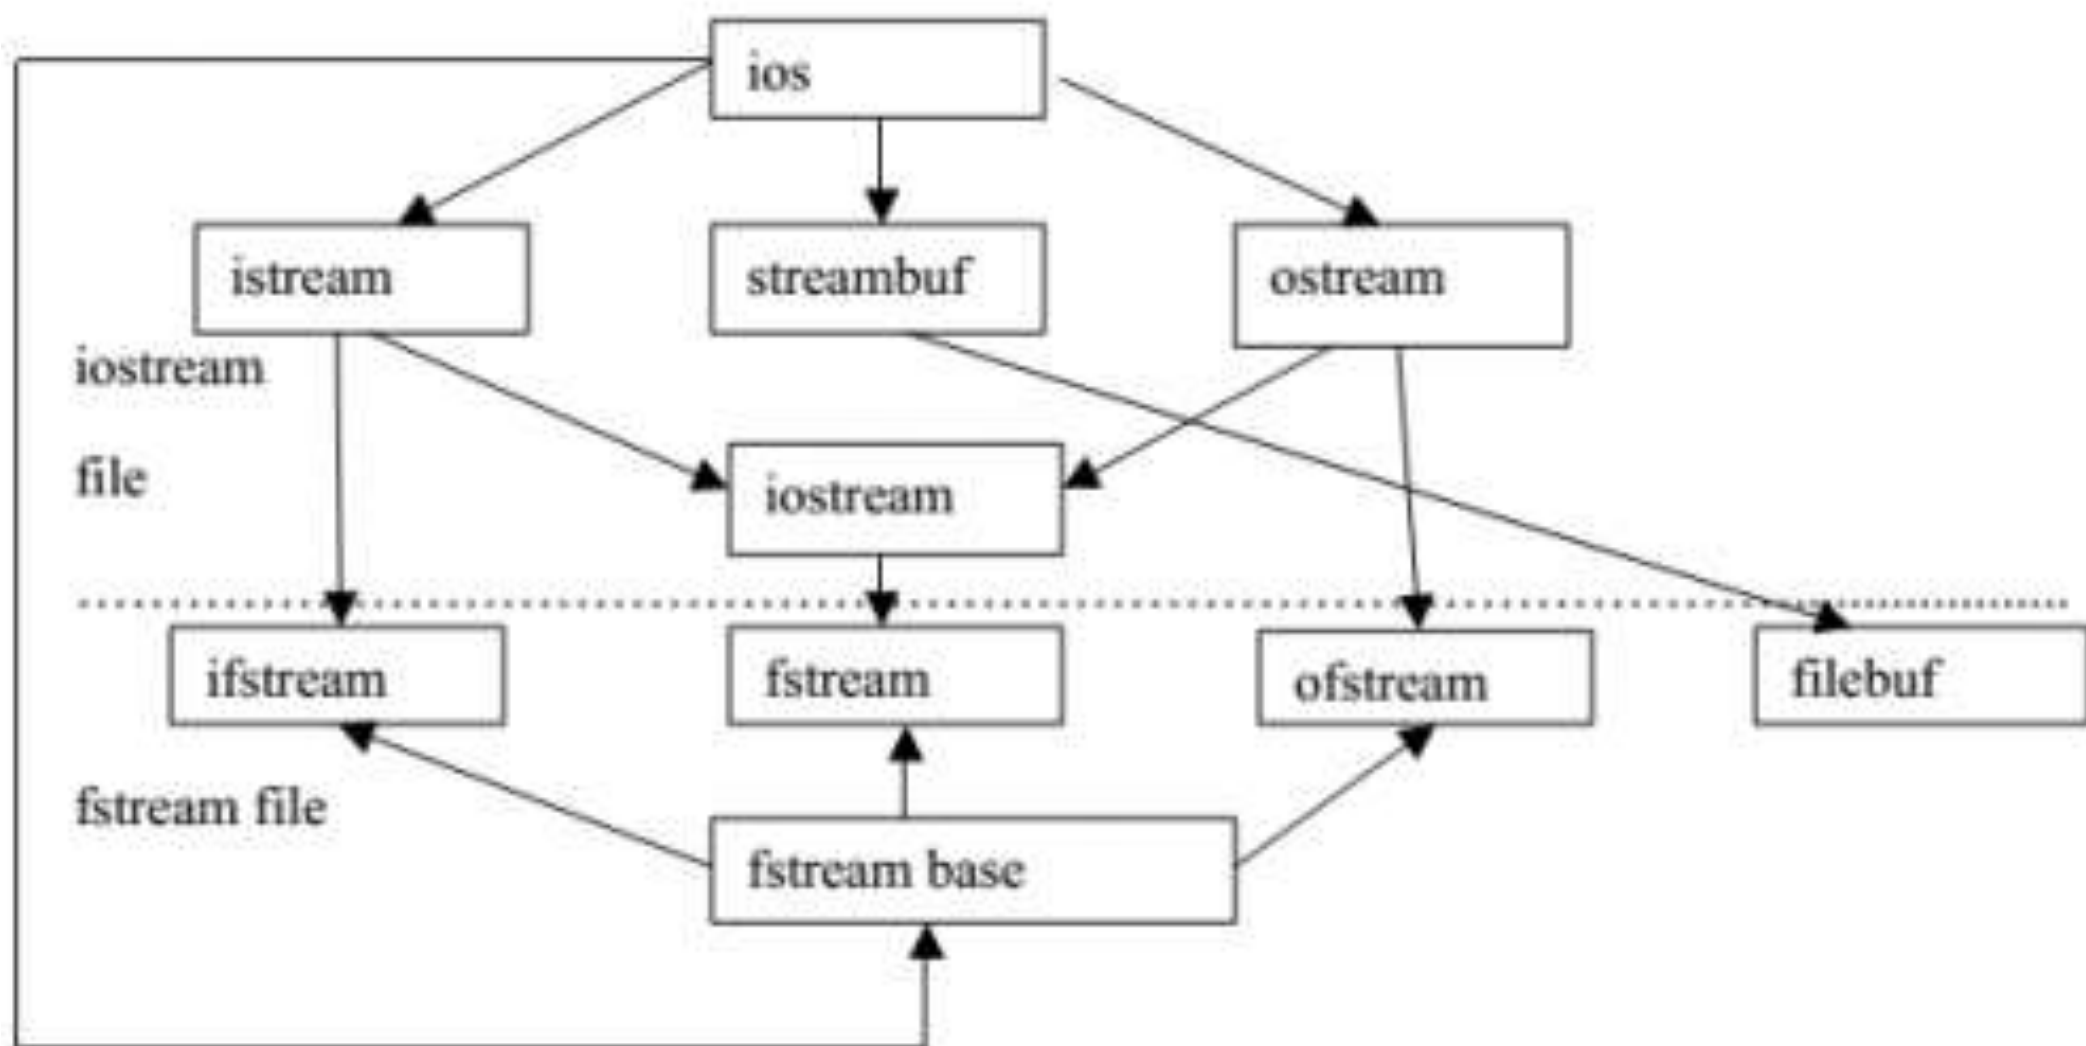 ios
istream
streambuf
ostream
iostream
file
iostream
ifstream
fstream
ofstream
filebuf
fstream file
fstream base